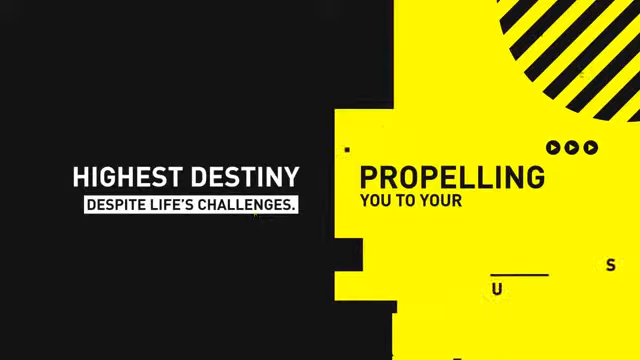 HIGHEST DESTINY
DESPITE LIFE'S CHALLENGES.
PROPELLING
YOU TO YOUR
S
U